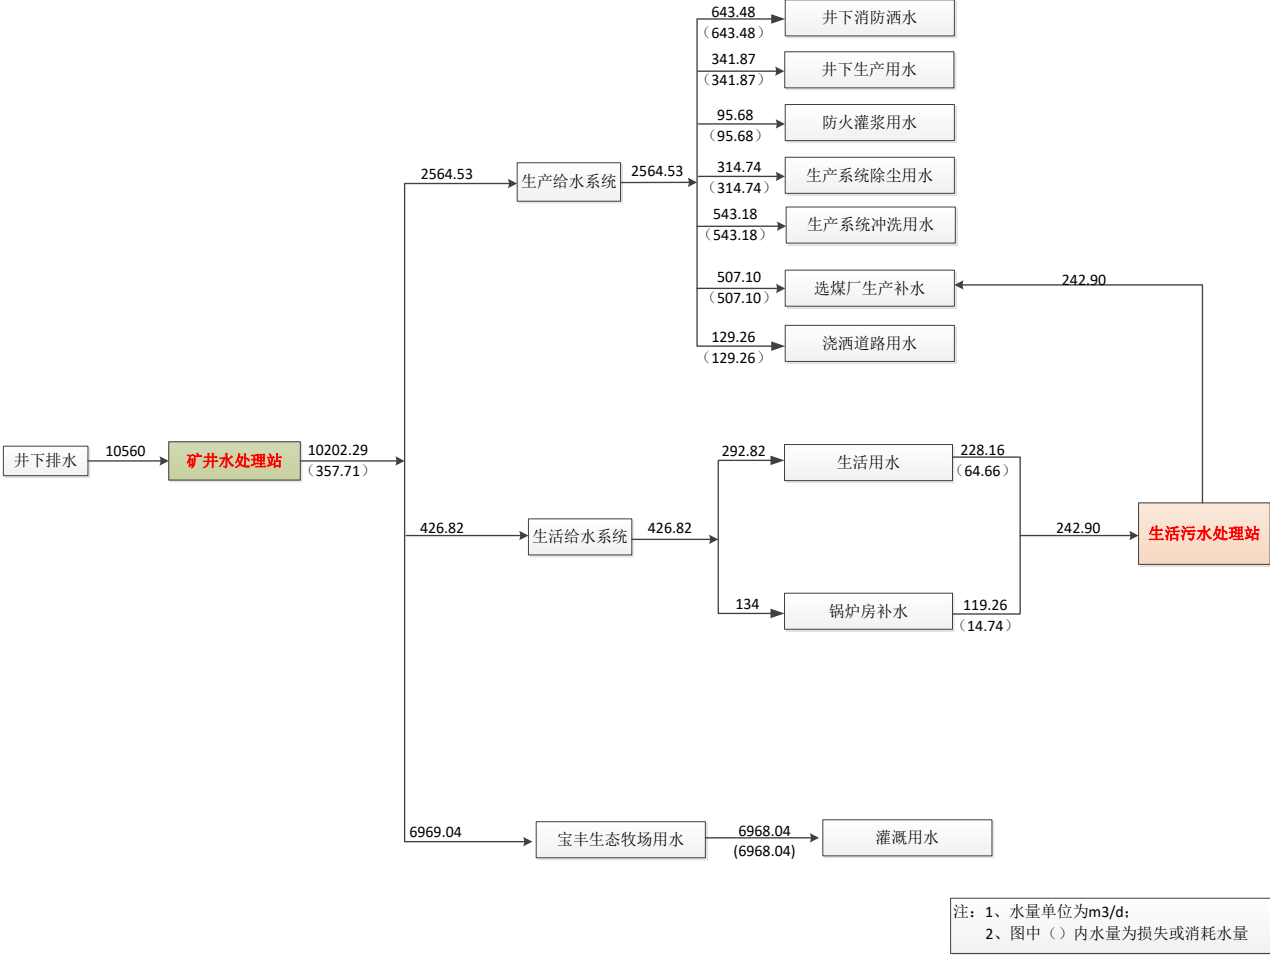 643.48
（643.48）
井下消防洒水
341.87
（341.87）
井下生产用水
95.68
（95.68）
防火灌浆用水
2564.53
生产给水系统
2564.53
314.74
（314.74）
生产系统除尘用水
543.18
（543.18）
生产系统冲洗用水
507.10
（507.10）
选煤厂生产补水
242.90
129.26
（129.26）
浇洒道路用水
井下排水
10560
矿井水处理站
10202.29
（357.71）
292.82
生活用水
228.16
（64.66）
426.82
生活给水系统
426.82
242.90
生活污水处理站
134
锅炉房补水
119.26
（14.74）
6969.04
宝丰生态牧场用水
6968.04
(6968.04)
灌溉用水
注：1、水量单位为m3/d；
2、图中（）内水量为损失或消耗水量